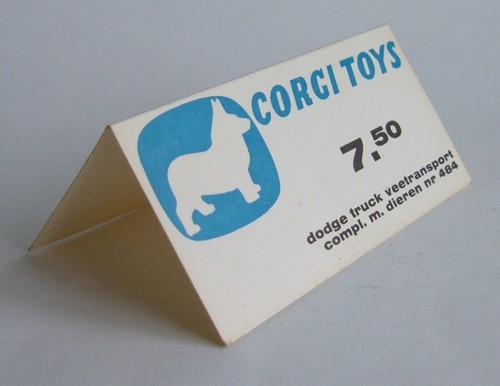 CORGI TOYS
7.50
dodge truck veetransport
compl. m. dieren nr 484